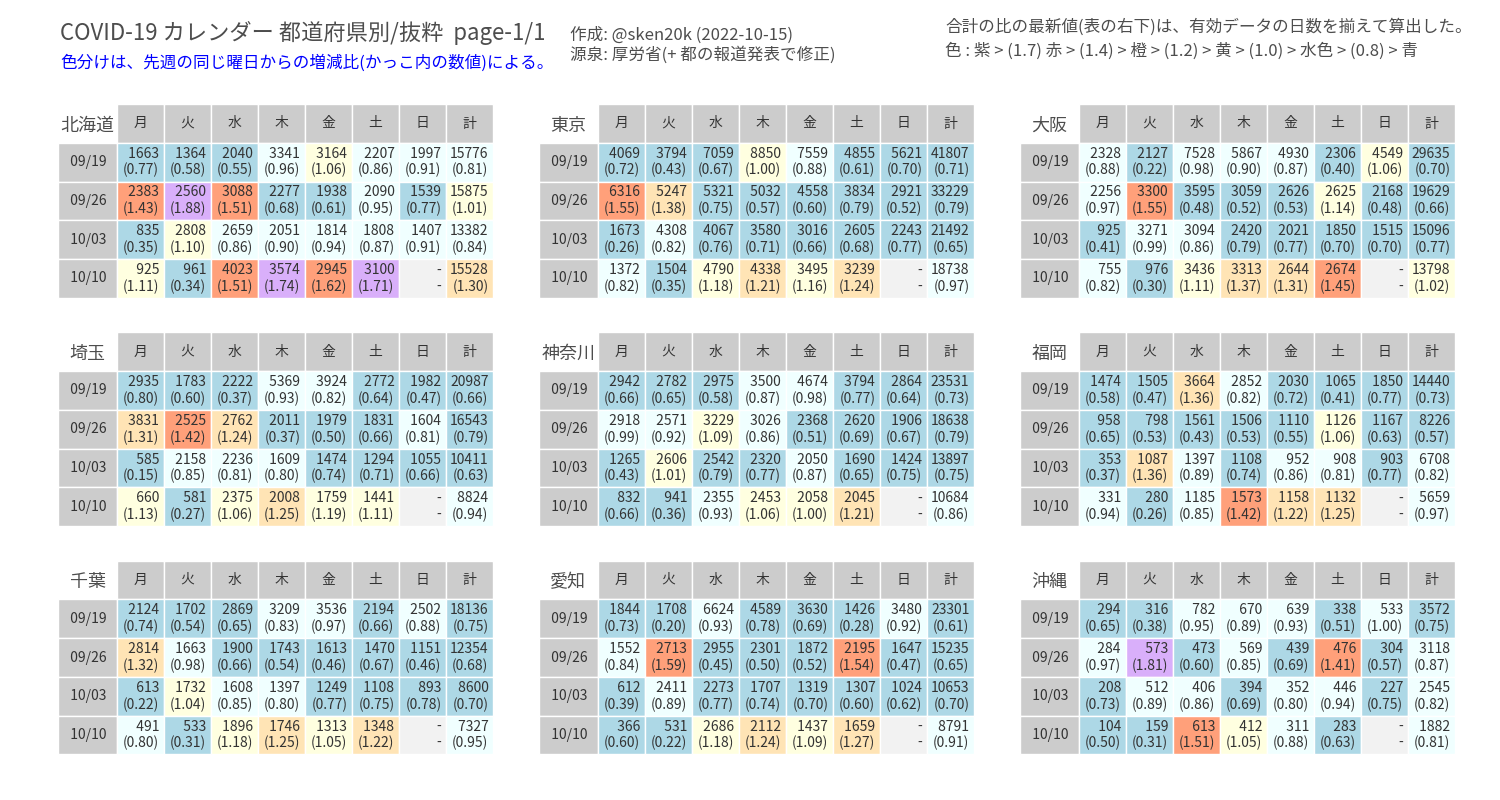 COVID-19 カレンダー 都道府県別/抜粋 page-1/1
作成: @sken20k (2022-10-15)
合計の比の最新値(表の右下)は、有効データの日数を揃えて算出した。
色分けは、先週の同じ曜日からの増減比(かっこ内の数値)による。
源泉: 厚労省(+ 都の報道発表で修正)
色 : 紫 > (1.7) 赤 > (1.4) > 橙 > (1.2) > 黄 > (1.0) > 水色 > (0.8) > 青
北海道 月 火 水 木 金 土 日 計
09/19 1663 1364 2040 3341 3164 2207 1997 15776
(0.77) (0.58) (0.55) (0.96) (1.06) (0.86) (0.91) (0.81)
09/26 2383 2560 3088 2277 1938 2090 1539 15875
(1.43) (1.88) (1.51) (0.68) (0.61) (0.95) (0.77) (1.01)
10/03 835 2808 2659 2051 1814 1808 1407 13382
(0.35) (1.10) (0.86) (0.90) (0.94) (0.87) (0.91) (0.84)
10/10 925 961 4023 3574 2945 3100 - 15528
(1.11) (0.34) (1.51) (1.74) (1.62) (1.71) - (1.30)
東京 月 火 水 木 金 土 日 計
09/19 4069 3794 7059 8850 7559 4855 5621 41807
(0.72) (0.43) (0.67) (1.00) (0.88) (0.61) (0.70) (0.71)
09/26 6316 5247 5321 5032 4558 3834 2921 33229
(1.55) (1.38) (0.75) (0.57) (0.60) (0.79) (0.52) (0.79)
10/03 1673 4308 4067 3580 3016 2605 2243 21492
(0.26) (0.82) (0.76) (0.71) (0.66) (0.68) (0.77) (0.65)
10/10 1372 1504 4790 4338 3495 3239 - 18738
(0.82) (0.35) (1.18) (1.21) (1.16) (1.24) - (0.97)
大阪 月 火 水 木 金 土 日 計
09/19 2328 2127 7528 5867 4930 2306 4549 29635
(0.88) (0.22) (0.98) (0.90) (0.87) (0.40) (1.06) (0.70)
09/26 2256 3300 3595 3059 2626 2625 2168 19629
(0.97) (1.55) (0.48) (0.52) (0.53) (1.14) (0.48) (0.66)
10/03 925 3271 3094 2420 2021 1850 1515 15096
(0.41) (0.99) (0.86) (0.79) (0.77) (0.70) (0.70) (0.77)
10/10 755 976 3436 3313 2644 2674 - 13798
(0.82) (0.30) (1.11) (1.37) (1.31) (1.45) - (1.02)
埼玉 月 火 水 木 金 土 日 計
09/19 2935 1783 2222 5369 3924 2772 1982 20987
(0.80) (0.60) (0.37) (0.93) (0.82) (0.64) (0.47) (0.66)
09/26 3831 2525 2762 2011 1979 1831 1604 16543
(1.31) (1.42) (1.24) (0.37) (0.50) (0.66) (0.81) (0.79)
10/03 585 2158 2236 1609 1474 1294 1055 10411
(0.15) (0.85) (0.81) (0.80) (0.74) (0.71) (0.66) (0.63)
10/10 660 581 2375 2008 1759 1441 - 8824
(1.13) (0.27) (1.06) (1.25) (1.19) (1.11) - (0.94)
神奈川 月 火 水 木 金 土 日 計
09/19 2942 2782 2975 3500 4674 3794 2864 23531
(0.66) (0.65) (0.58) (0.87) (0.98) (0.77) (0.64) (0.73)
09/26 2918 2571 3229 3026 2368 2620 1906 18638
(0.99) (0.92) (1.09) (0.86) (0.51) (0.69) (0.67) (0.79)
10/03 1265 2606 2542 2320 2050 1690 1424 13897
(0.43) (1.01) (0.79) (0.77) (0.87) (0.65) (0.75) (0.75)
10/10 832 941 2355 2453 2058 2045 - 10684
(0.66) (0.36) (0.93) (1.06) (1.00) (1.21) - (0.86)
福岡 月 火 水 木 金 土 日 計
09/19 1474 1505 3664 2852 2030 1065 1850 14440
(0.58) (0.47) (1.36) (0.82) (0.72) (0.41) (0.77) (0.73)
09/26 958 798 1561 1506 1110 1126 1167 8226
(0.65) (0.53) (0.43) (0.53) (0.55) (1.06) (0.63) (0.57)
10/03 353 1087 1397 1108 952 908 903 6708
(0.37) (1.36) (0.89) (0.74) (0.86) (0.81) (0.77) (0.82)
10/10 331 280 1185 1573 1158 1132 - 5659
(0.94) (0.26) (0.85) (1.42) (1.22) (1.25) - (0.97)
千葉 月 火 水 木 金 土 日 計
09/19 2124 1702 2869 3209 3536 2194 2502 18136
(0.74) (0.54) (0.65) (0.83) (0.97) (0.66) (0.88) (0.75)
09/26 2814 1663 1900 1743 1613 1470 1151 12354
(1.32) (0.98) (0.66) (0.54) (0.46) (0.67) (0.46) (0.68)
10/03 613 1732 1608 1397 1249 1108 893 8600
(0.22) (1.04) (0.85) (0.80) (0.77) (0.75) (0.78) (0.70)
10/10 491 533 1896 1746 1313 1348 - 7327
(0.80) (0.31) (1.18) (1.25) (1.05) (1.22) - (0.95)
愛知 月 火 水 木 金 土 日 計
09/19 1844 1708 6624 4589 3630 1426 3480 23301
(0.73) (0.20) (0.93) (0.78) (0.69) (0.28) (0.92) (0.61)
09/26 1552 2713 2955 2301 1872 2195 1647 15235
(0.84) (1.59) (0.45) (0.50) (0.52) (1.54) (0.47) (0.65)
10/03 612 2411 2273 1707 1319 1307 1024 10653
(0.39) (0.89) (0.77) (0.74) (0.70) (0.60) (0.62) (0.70)
10/10 366 531 2686 2112 1437 1659 - 8791
(0.60) (0.22) (1.18) (1.24) (1.09) (1.27) - (0.91)
沖縄 月 火 水 木 金 土 日 計
09/19 294 316 782 670 639 338 533 3572
(0.65) (0.38) (0.95) (0.89) (0.93) (0.51) (1.00) (0.75)
09/26 284 573 473 569 439 476 304 3118
(0.97) (1.81) (0.60) (0.85) (0.69) (1.41) (0.57) (0.87)
10/03 208 512 406 394 352 446 227 2545
(0.73) (0.89) (0.86) (0.69) (0.80) (0.94) (0.75) (0.82)
10/10 104 159 613 412 311 283 - 1882
(0.50) (0.31) (1.51) (1.05) (0.88) (0.63) - (0.81)